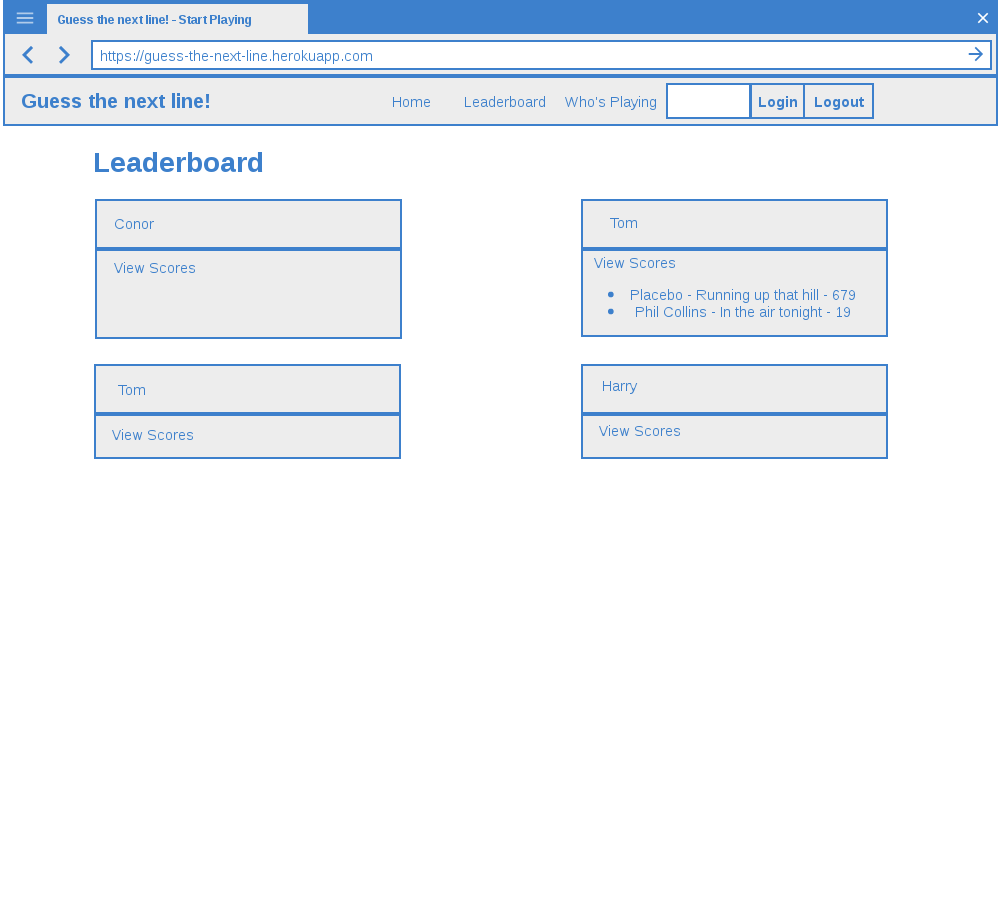 Guess the next line! - Start Playing
https://guess-the-next-line.herokuapp.com
Guess the next line!
Home
Leaderboard
Who's Playing
Login
Logout
Leaderboard
Conor
View Scores
Tom
View Scores
Placebo - Running up that hill - 679
Phil Collins - In the air tonight - 19
Tom
View Scores
Harry
View Scores